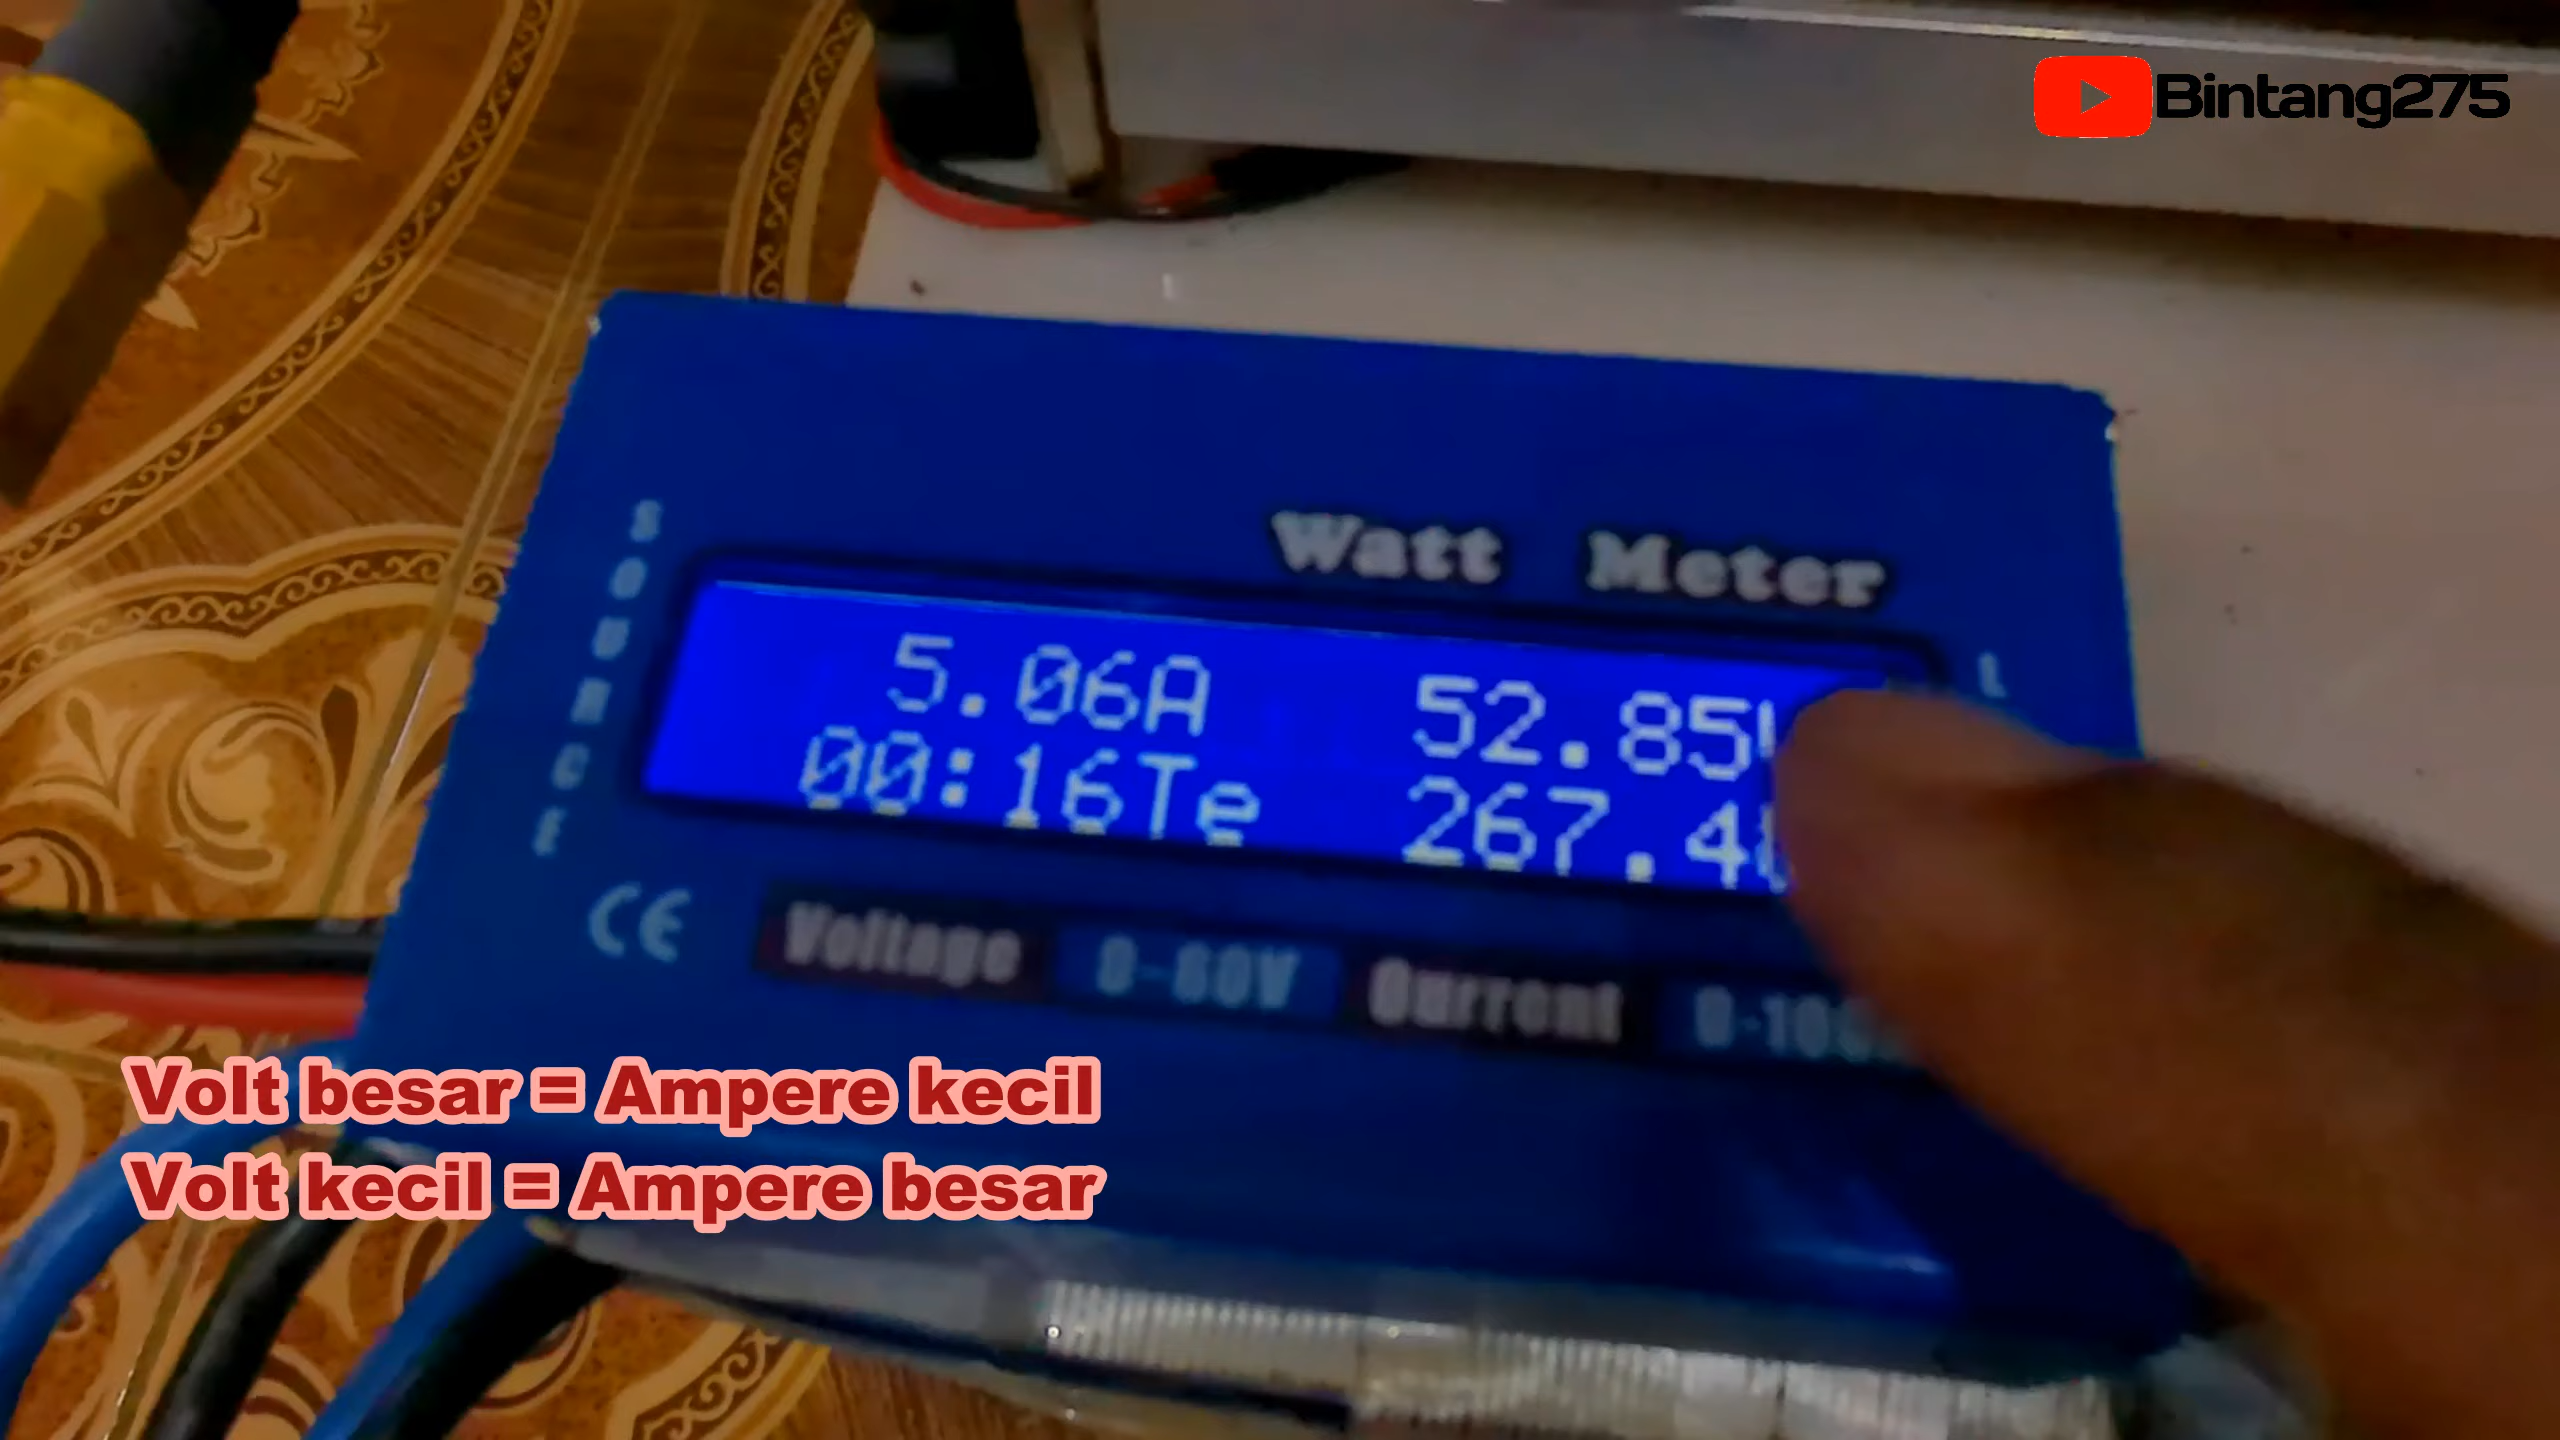 Bintang275
Watt Meter
SOURCE
L
5.06A 52.85
00:16Te 267.4
CE
Voltage 0-60V Current
Volt besar = Ampere kecil
Volt kecil = Ampere besar